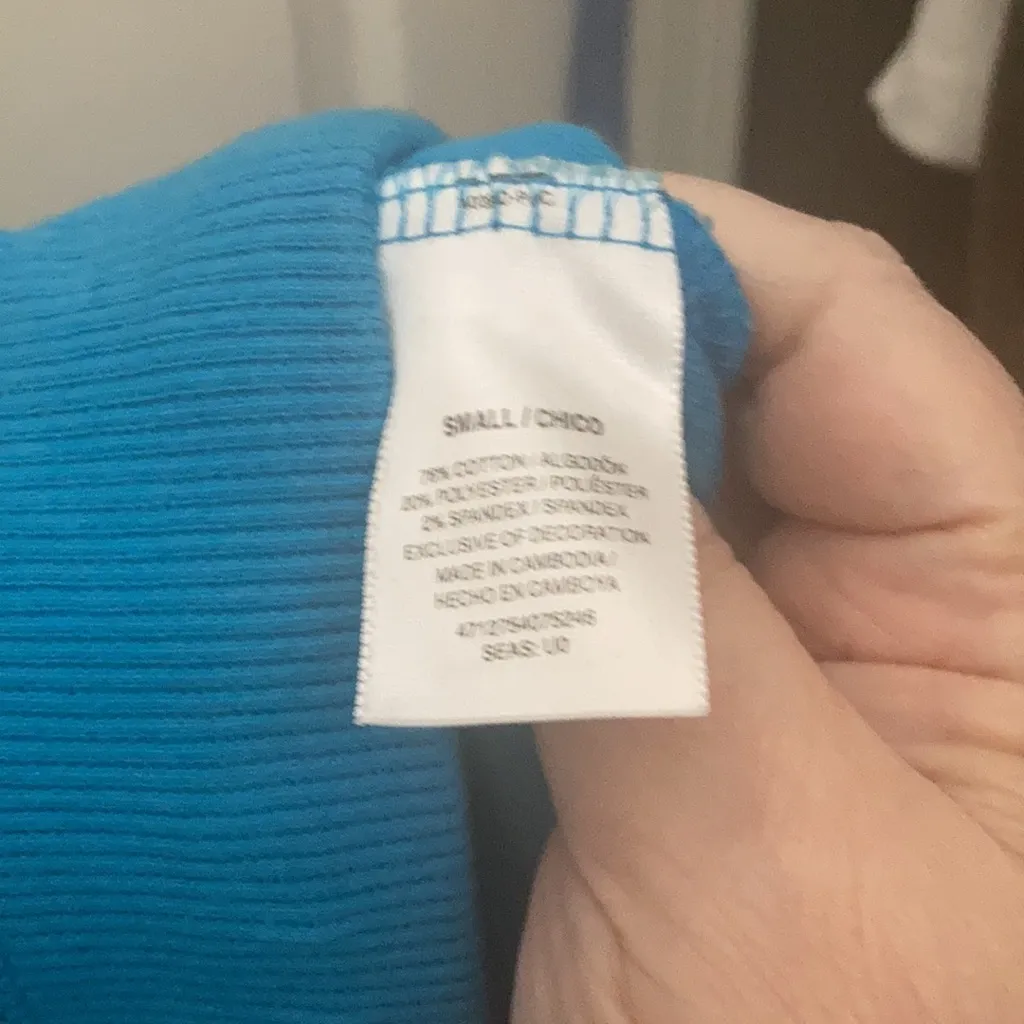 SMALL / CHICO
78% COTTON / ALGODÓN
20% POLYESTER / POLIÉSTER
2% SPANDEX / SPANDEX
EXCLUSIVE OF DECORATION
MADE IN CAMBODIA /
HECHO EN CAMBOYA
SEAS: U0